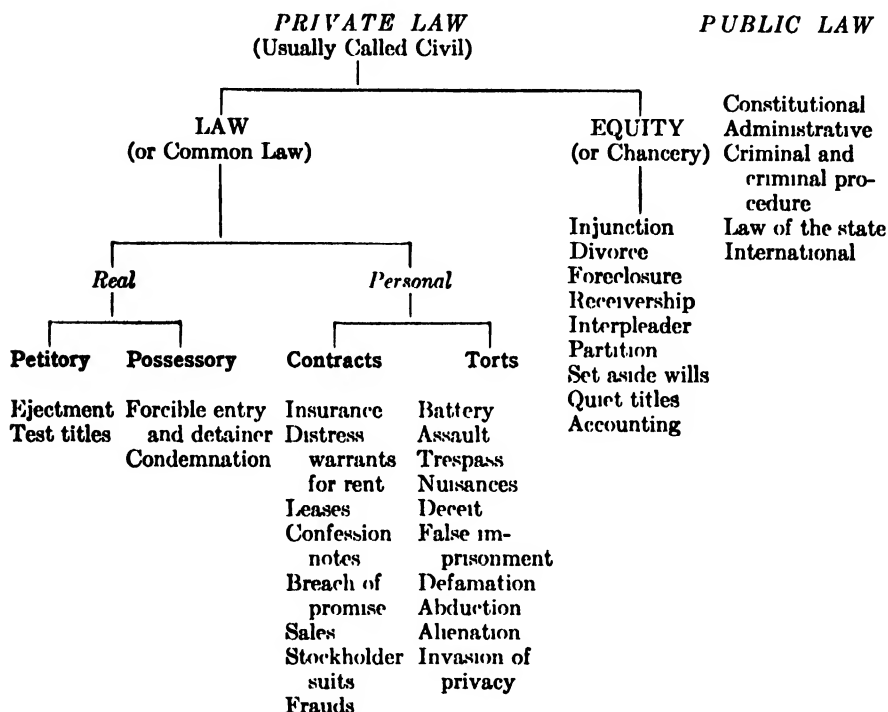 PRIVATE LAW
(Usually Called Civil)
PUBLIC LAW
LAW
(or Common Law)
EQUITY
(or Chancery)
Constitutional
Administrative
Criminal and
criminal pro-
cedure
Law of the state
International
Injunction
Divorce
Foreclosure
Receivership
Interpleader
Partition
Set aside wills
Quiet titles
Accounting
Real
Personal
Petitory
Possessory
Contracts
Torts
Ejectment
Test titles
Forcible entry
and detainer
Condemnation
Insurance
Distress
warrants
for rent
Leases
Confession
notes
Breach of
promise
Sales
Stockholder
suits
Frauds
Battery
Assault
Trespass
Nuisances
Deceit
False im-
prisonment
Defamation
Abduction
Alienation
Invasion of
privacy